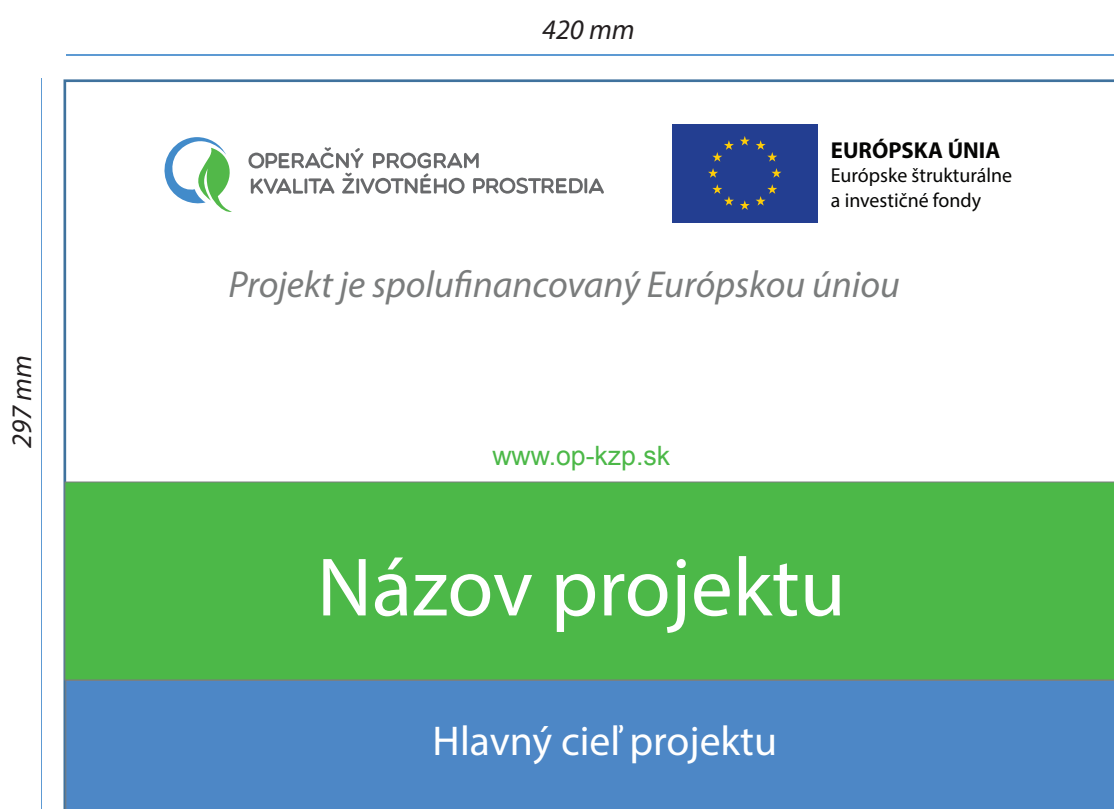 420 mm
OPERAČNÝ PROGRAM
KVALITA ŽIVOTNÉHO PROSTREDIA
EURÓPSKA ÚNIA
Európske štrukturálne
a investičné fondy
Projekt je spolufinancovaný Európskou úniou
297 mm
www.op-kzp.sk
Názov projektu
Hlavný cieľ projektu